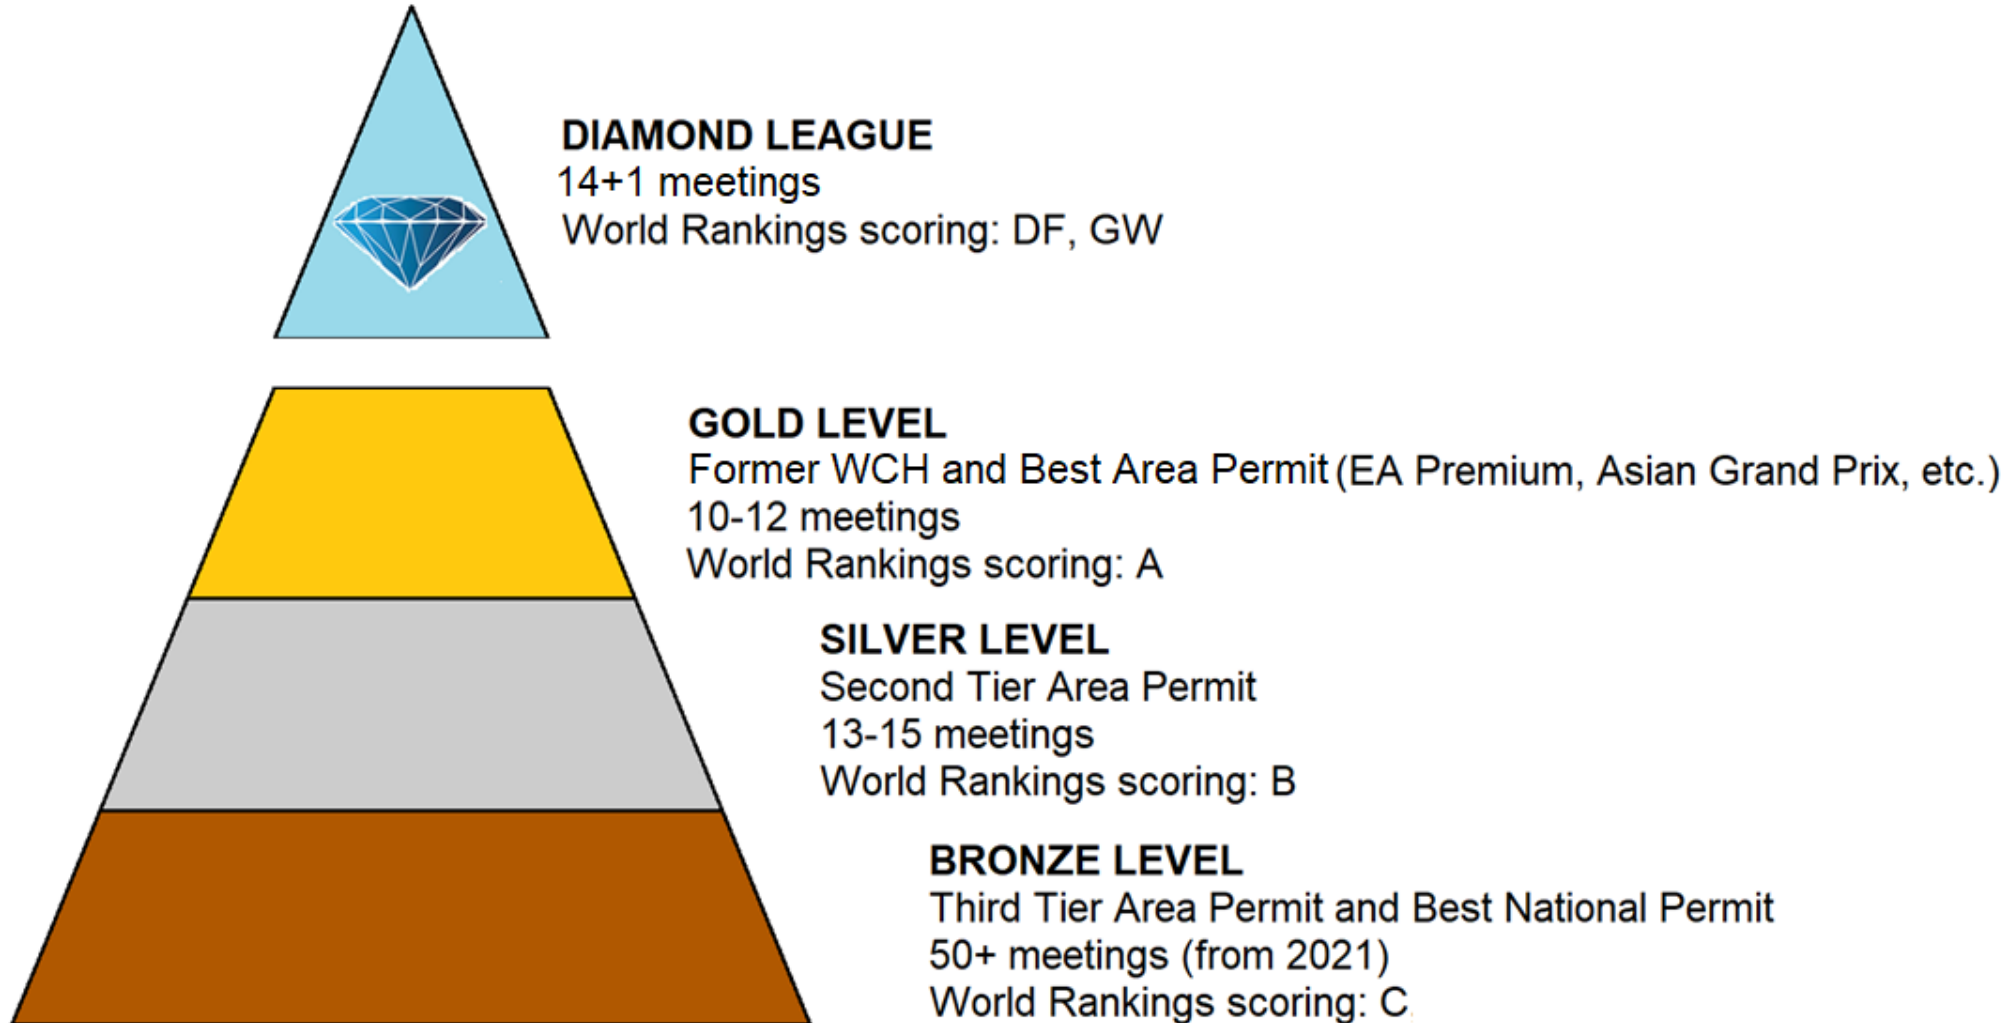 DIAMOND LEAGUE
14+1 meetings
World Rankings scoring: DF, GW
GOLD LEVEL
Former WCH and Best Area Permit (EA Premium, Asian Grand Prix, etc.)
10-12 meetings
World Rankings scoring: A
SILVER LEVEL
Second Tier Area Permit
13-15 meetings
World Rankings scoring: B
BRONZE LEVEL
Third Tier Area Permit and Best National Permit
50+ meetings (from 2021)
World Rankings scoring: C